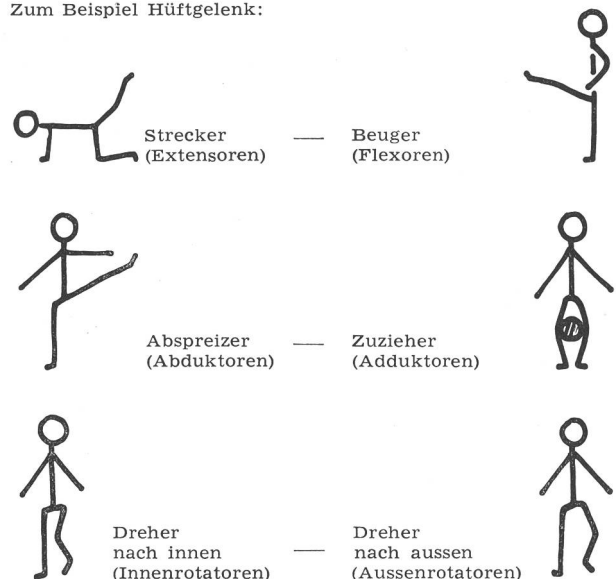 Zum Beispiel Hüftgelenk:
Strecker — Beuger
(Extensoren) (Flexoren)
Abspreizer — Zuzieher
(Abduktoren) (Adduktoren)
Dreher Dreher
nach innen — nach aussen
(Innenrotatoren) (Aussenrotatoren)